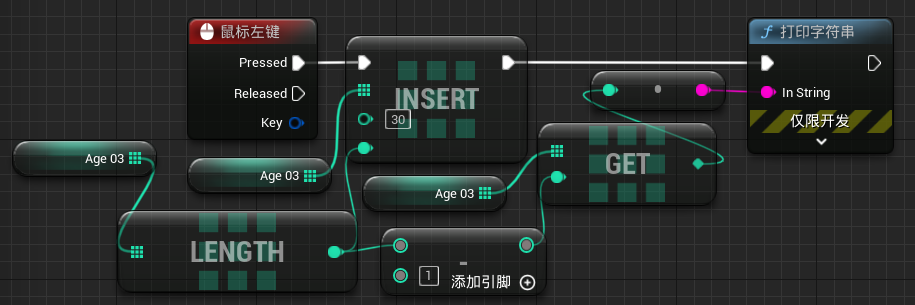 鼠标左键
Pressed
Released
Key
INSERT
30
f 打印字符串
In String
仅限开发
Age 03
Age 03
Age 03
GET
LENGTH
-
1
添加引脚